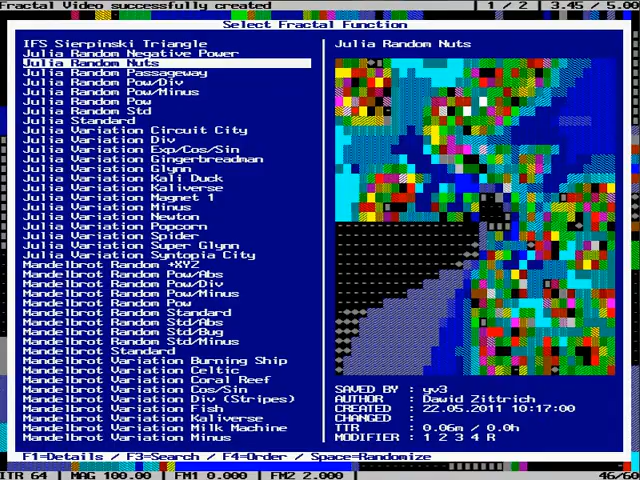 Fractal Video successfully created | 1 / 2 | 3.45 / 5.00
Select Fractal Function
IFS Sierpinski Triangle
Julia Random Negative Power
Julia Random Nuts
Julia Random Passageway
Julia Random Pow/Div
Julia Random Pow/Minus
Julia Random Pow
Julia Random Std
Julia Standard
Julia Variation Circuit City
Julia Variation Div
Julia Variation Exp/Cos/Sin
Julia Variation Gingerbreadman
Julia Variation Glynn
Julia Variation Kali Duck
Julia Variation Kaliverse
Julia Variation Magnet 1
Julia Variation Minus
Julia Variation Newton
Julia Variation Popcorn
Julia Variation Spider
Julia Variation Super Glynn
Julia Variation Syntopia City
Mandelbrot Random +XYZ
Mandelbrot Random Pow/Abs
Mandelbrot Random Pow/Div
Mandelbrot Random Pow/Minus
Mandelbrot Random Pow
Mandelbrot Random Standard
Mandelbrot Random Std/Abs
Mandelbrot Random Std/Bug
Mandelbrot Random Std/Minus
Mandelbrot Standard
Mandelbrot Variation Burning Ship
Mandelbrot Variation Celtic
Mandelbrot Variation Coral Reef
Mandelbrot Variation Cos/Sin
Mandelbrot Variation Div (Stripes)
Mandelbrot Variation Fish
Mandelbrot Variation Kaliverse
Mandelbrot Variation Milk Machine
Mandelbrot Variation Minus
Julia Random Nuts
SAVED BY : yv3
AUTHOR : Dawid Zittrich
CREATED : 22.05.2011 10:17:00
CHANGED :
TTR : 0.06m / 0.0h
MODIFIER : 1 2 3 4 R
F1=Details / F3=Search / F4=Order / Space=Randomize
ITR 64 | MAG 100.00 | FM1 0.000 | FM2 2.000 | 46/60